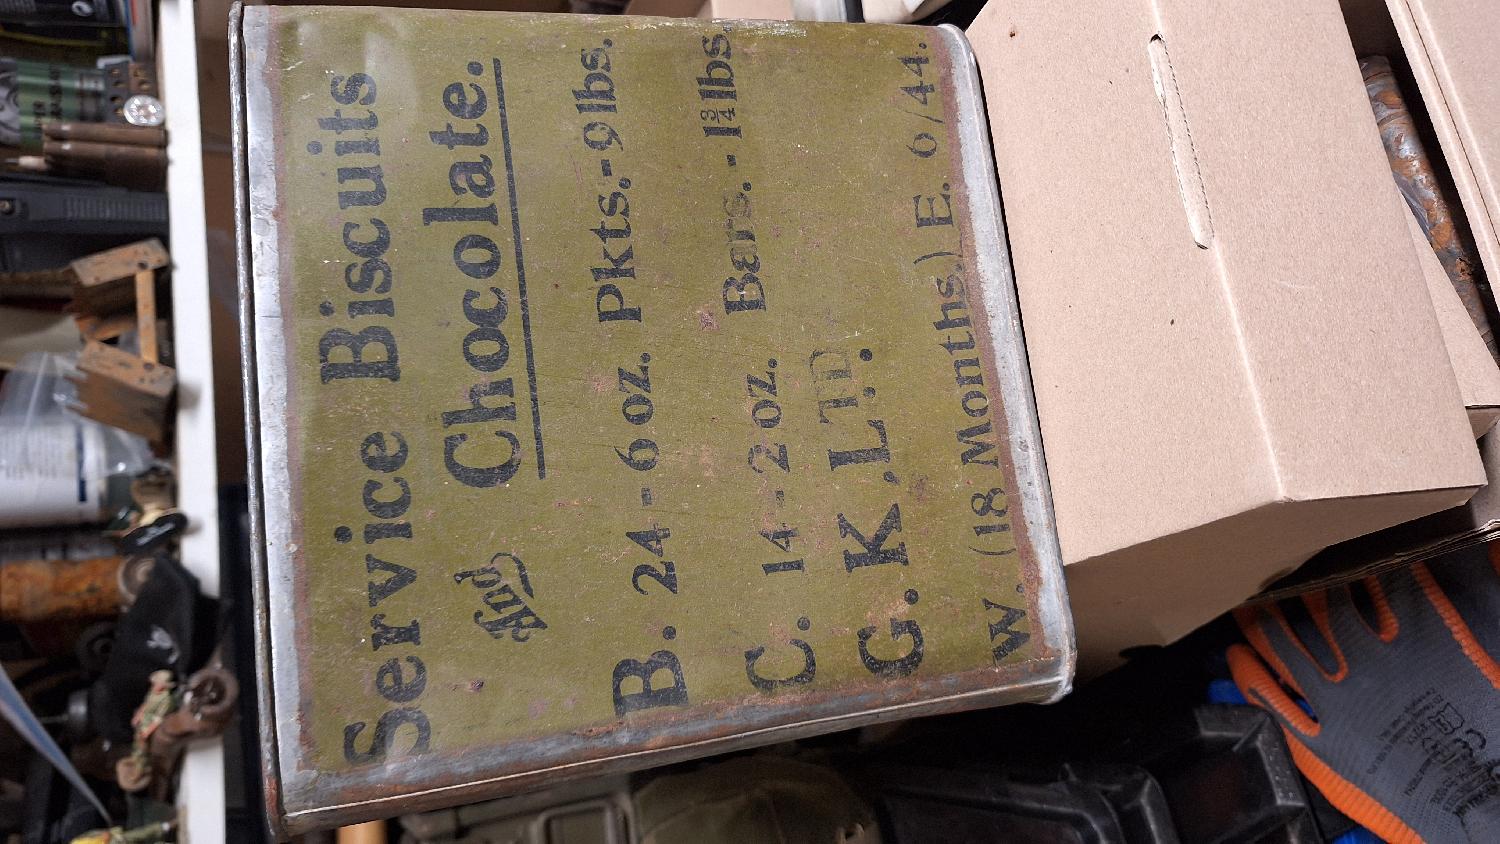 Service Biscuits
And Chocolate.
B. 24-6 oz. Pkts.-9 lbs.
C. 14-2 oz. Bars.-1¾ lbs.
G.K.LTD.
W. (18 Months.) E. 6/44.